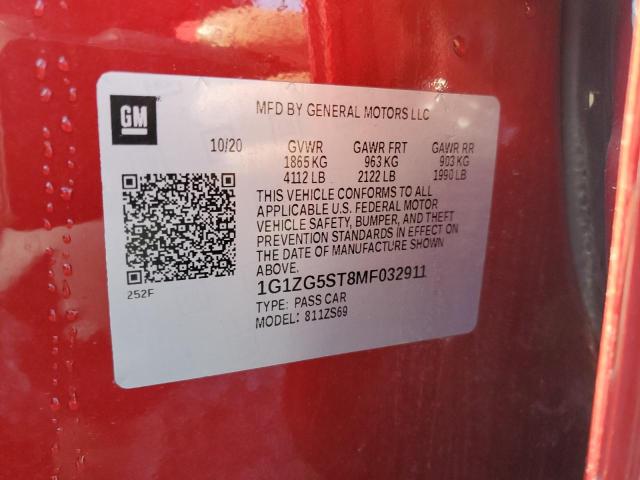 GM
MFD BY GENERAL MOTORS LLC
10/20 GVWR GAWR FRT GAWR RR
1865 KG 963 KG 903 KG
4112 LB 2122 LB 1990 LB
THIS VEHICLE CONFORMS TO ALL
APPLICABLE U.S. FEDERAL MOTOR
VEHICLE SAFETY, BUMPER, AND THEFT
PREVENTION STANDARDS IN EFFECT ON
THE DATE OF MANUFACTURE SHOWN
ABOVE.
252F
1G1ZG5ST8MF032911
TYPE: PASS CAR
MODEL: 811ZS69